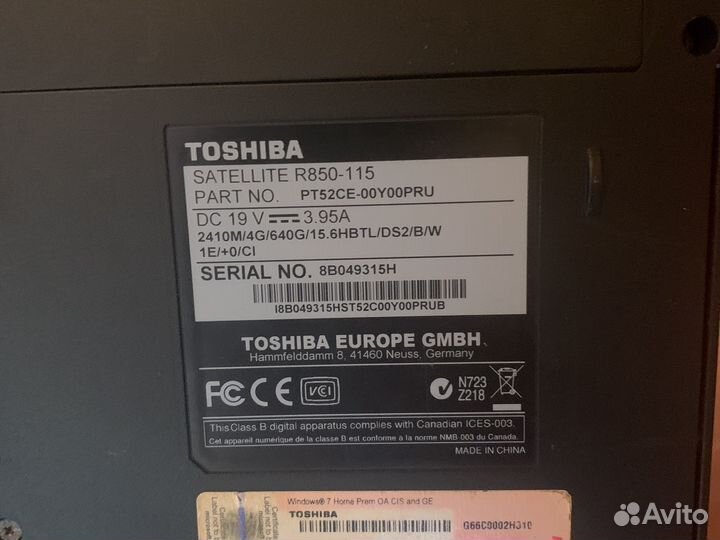 TOSHIBA
SATELLITE R850-115
PART NO. PT52CE-00Y00PRU
DC 19 V 3.95A
2410M/4G/640G/15.6HBTL/DS2/B/W
1E/+0/CI
SERIAL NO. 8B049315H
I8B049315HST52C00Y00PRUB
TOSHIBA EUROPE GMBH
Hammfelddamm 8, 41460 Neuss, Germany
FC CE VCI N723
Z218
This Class B digital apparatus complies with Canadian ICES-003.
Cet appareil numérique de la classe B est conforme à la norme NMB-003 du Canada.
MADE IN CHINA
Windows® 7 Home Prem OA CIS and GE
TOSHIBA
Avito